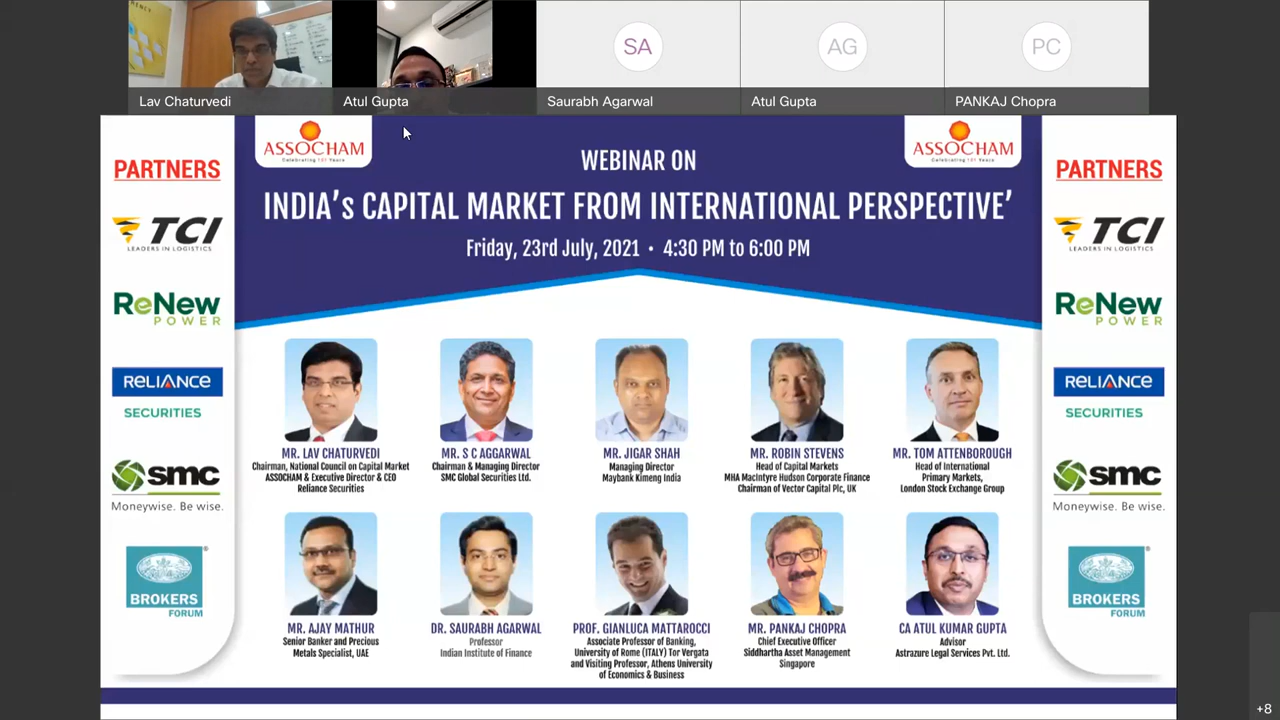 SA
AG
PC
Lav Chaturvedi
Atul Gupta
Saurabh Agarwal
Atul Gupta
PANKAJ Chopra
PARTNERS
TCI
LEADERS IN LOGISTICS
ReNew
POWER
RELIANCE
SECURITIES
smc
Moneywise. Be wise.
BROKERS
FORUM
ASSOCHAM
Celebrating 101 Years
WEBINAR ON
INDIA's CAPITAL MARKET FROM INTERNATIONAL PERSPECTIVE'
Friday, 23rd July, 2021 • 4:30 PM to 6:00 PM
ASSOCHAM
Celebrating 101 Years
MR. LAV CHATURVEDI
Chairman, National Council on Capital Market
ASSOCHAM & Executive Director & CEO
Reliance Securities
MR. S C AGGARWAL
Chairman & Managing Director
SMC Global Securities Ltd.
MR. JIGAR SHAH
Managing Director
Maybank Kimeng India
MR. ROBIN STEVENS
Head of Capital Markets
MHA MacIntyre Hudson Corporate Finance
Chairman of Vector Capital Plc, UK
MR. TOM ATTENBOROUGH
Head of International
Primary Markets,
London Stock Exchange Group
MR. AJAY MATHUR
Senior Banker and Precious
Metals Specialist, UAE
DR. SAURABH AGARWAL
Professor
Indian Institute of Finance
PROF. GIANLUCA MATTAROCCI
Associate Professor of Banking,
University of Rome (ITALY) Tor Vergata
and Visiting Professor, Athens University
of Economics & Business
MR. PANKAJ CHOPRA
Chief Executive Officer
Siddhartha Asset Management
Singapore
CA ATUL KUMAR GUPTA
Advisor
Astrazure Legal Services Pvt. Ltd.
PARTNERS
TCI
LEADERS IN LOGISTICS
ReNew
POWER
RELIANCE
SECURITIES
smc
Moneywise. Be wise.
BROKERS
FORUM
+8